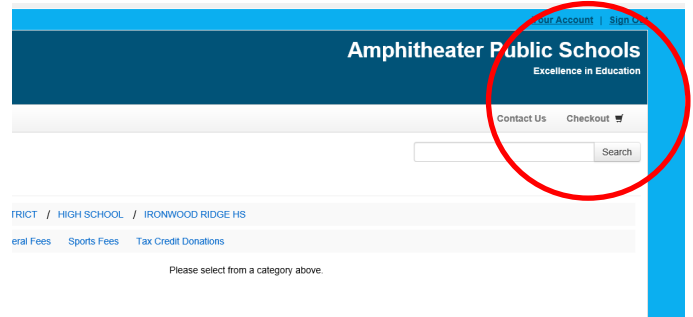 Your Account | Sign Out
Amphitheater Public Schools
Excellence in Education
Contact Us Checkout
Search
TRICT / HIGH SCHOOL / IRONWOOD RIDGE HS
eral Fees Sports Fees Tax Credit Donations
Please select from a category above.